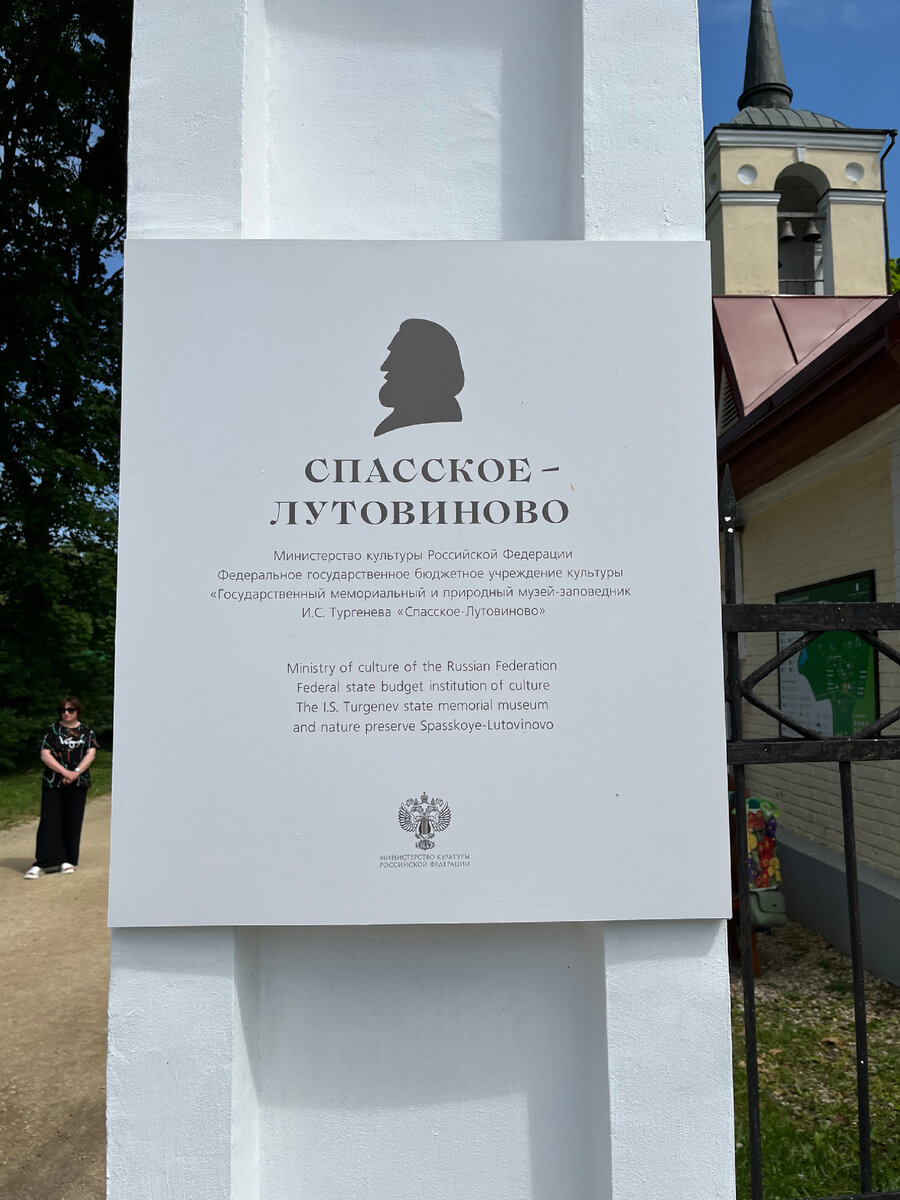 СПАССКОЕ –
ЛУТОВИНОВО
Министерство культуры Российской Федерации
Федеральное государственное бюджетное учреждение культуры
«Государственный мемориальный и природный музей-заповедник
И.С. Тургенева «Спасское-Лутовиново»
Ministry of culture of the Russian Federation
Federal state budget institution of culture
The I.S. Turgenev state memorial museum
and nature preserve Spasskoye-Lutovinovo
МИНИСТЕРСТВО КУЛЬТУРЫ
РОССИЙСКОЙ ФЕДЕРАЦИИ